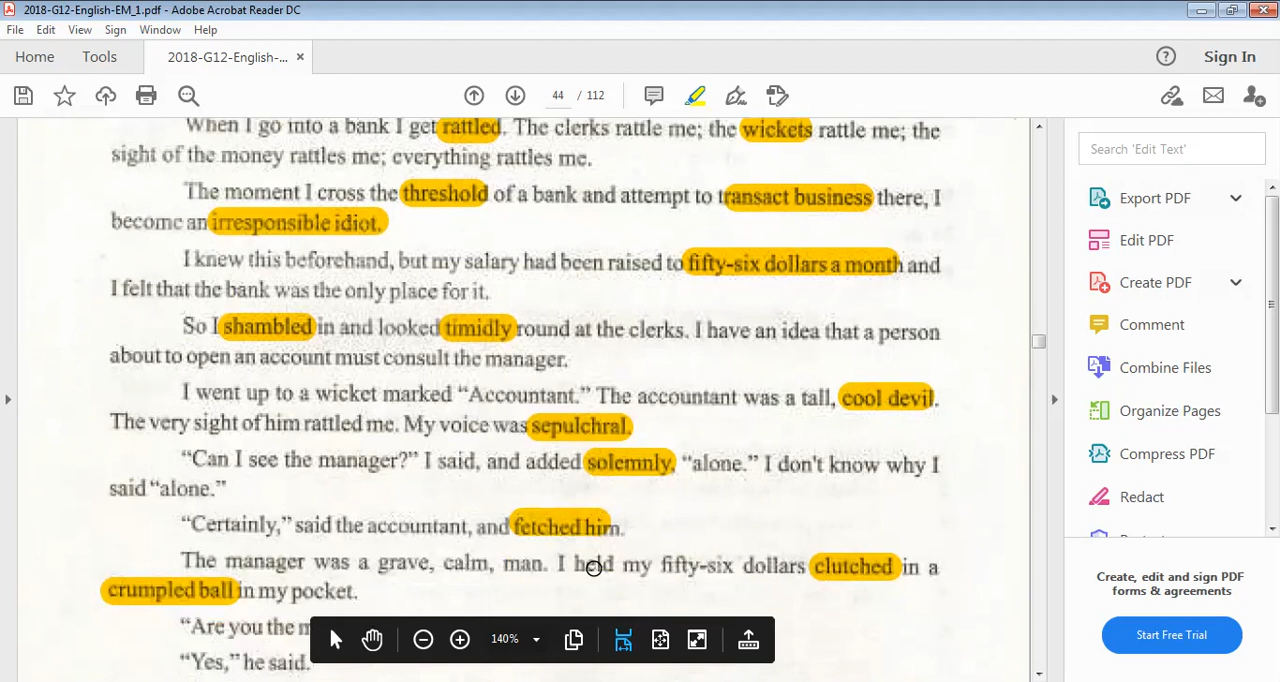 2018-G12-English-EM_1.pdf - Adobe Acrobat Reader DC
File Edit View Sign Window Help
Home Tools 2018-G12-English-... × Sign In
44 / 112
When I go into a bank I get rattled. The clerks rattle me; the wickets rattle me; the
sight of the money rattles me; everything rattles me.
The moment I cross the threshold of a bank and attempt to transact business there, I
become an irresponsible idiot.
I knew this beforehand, but my salary had been raised to fifty-six dollars a month and
I felt that the bank was the only place for it.
So I shambled in and looked timidly round at the clerks. I have an idea that a person
about to open an account must consult the manager.
I went up to a wicket marked “Accountant.” The accountant was a tall, cool devil.
The very sight of him rattled me. My voice was sepulchral.
“Can I see the manager?” I said, and added solemnly, “alone.” I don't know why I
said “alone.”
“Certainly,” said the accountant, and fetched him.
The manager was a grave, calm, man. I held my fifty-six dollars clutched in a
crumpled ball in my pocket.
“Are you the
“Yes,” he said.
140%
Search 'Edit Text'
Export PDF
Edit PDF
Create PDF
Comment
Combine Files
Organize Pages
Compress PDF
Redact
Create, edit and sign PDF
forms & agreements
Start Free Trial